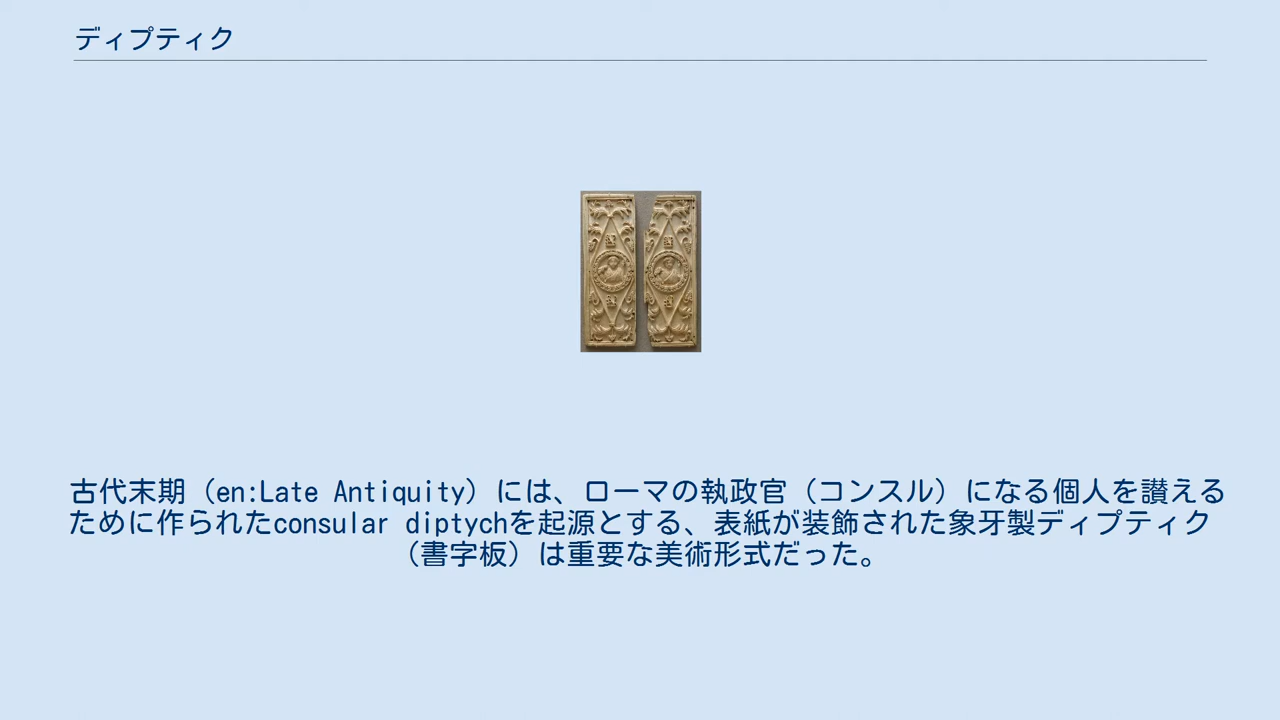 ディプティク
古代末期（en:Late Antiquity）には、ローマの執政官（コンスル）になる個人を讃える
ために作られたconsular diptychを起源とする、表紙が装飾された象牙製ディプティク
（書字板）は重要な美術形式だった。